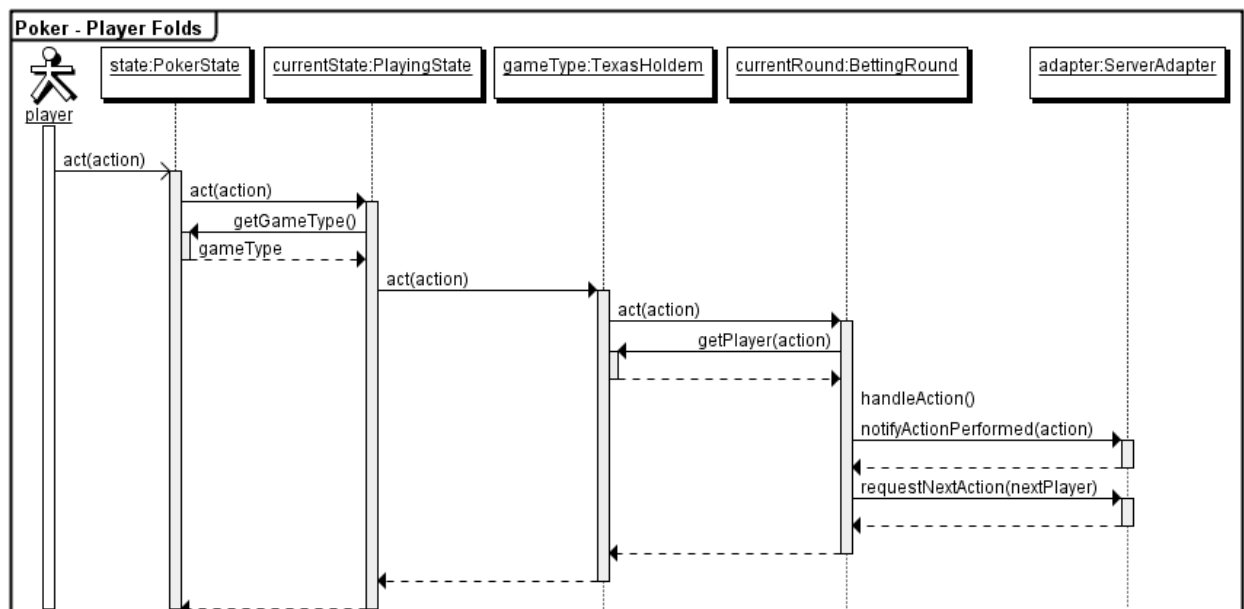 Poker - Player Folds
player
state:PokerState
currentState:PlayingState
gameType:TexasHoldem
currentRound:BettingRound
adapter:ServerAdapter
act(action)
act(action)
getGameType()
gameType
act(action)
act(action)
getPlayer(action)
handleAction()
notifyActionPerformed(action)
requestNextAction(nextPlayer)